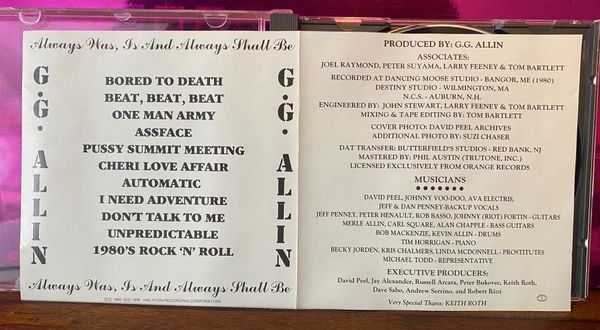 Always Was, Is And Always Shall Be
G.G. ALLIN
BORED TO DEATH
BEAT, BEAT, BEAT
ONE MAN ARMY
ASSFACE
PUSSY SUMMIT MEETING
CHERI LOVE AFFAIR
AUTOMATIC
I NEED ADVENTURE
DON'T TALK TO ME
UNPREDICTABLE
1980'S ROCK 'N' ROLL
G.G. ALLIN
Always Was, Is And Always Shall Be
HALYCON RECORDING CORPORATION
PRODUCED BY: G.G. ALLIN
ASSOCIATES:
JOEL RAYMOND, PETER SUYAMA, LARRY FEENEY & TOM BARTLETT
RECORDED AT DANCING MOOSE STUDIO - BANGOR, ME (1980)
DESTINY STUDIO - WILMINGTON, MA
N.C.S. - AUBURN, N.H.
ENGINEERED BY: JOHN STEWART, LARRY FEENEY & TOM BARTLETT
MIXING & TAPE EDITING BY: TOM BARTLETT
COVER PHOTO: DAVID PEEL ARCHIVES
ADDITIONAL PHOTO BY: SUZI CHASER
DAT TRANSFER: BUTTERFIELD'S STUDIOS - RED BANK, NJ
MASTERED BY: PHIL AUSTIN (TRUTONE, INC.)
LICENSED EXCLUSIVELY FROM ORANGE RECORDS
MUSICIANS
DAVID PEEL, JOHNNY VOO-DOO, AVA ELECTRIS,
JEFF & DAN PENNEY-BACKUP VOCALS
JEFF PENNEY, PETER HENAULT, ROB BASSO, JOHNNY (RIOT) FORTIN - GUITARS
MERLE ALLIN, CARL SQUARE, ALAN CHAPPLE - BASS GUITARS
BOB MACKENZIE, KEVIN ALLIN - DRUMS
TIM HORRIGAN - PIANO
BECKY JORDEN, KRIS CHALMERS, LINDA MCDONNELL - PROSTITUTES
MICHAEL TODD - REPRESENTATIVE
EXECUTIVE PRODUCERS:
David Peel, Jay Alexander, Russell Arcara, Peter Bukovec, Keith Roth,
Dave Sabo, Andrew Serrino, and Robert Rizzi
Very Special Thanx: KEITH ROTH